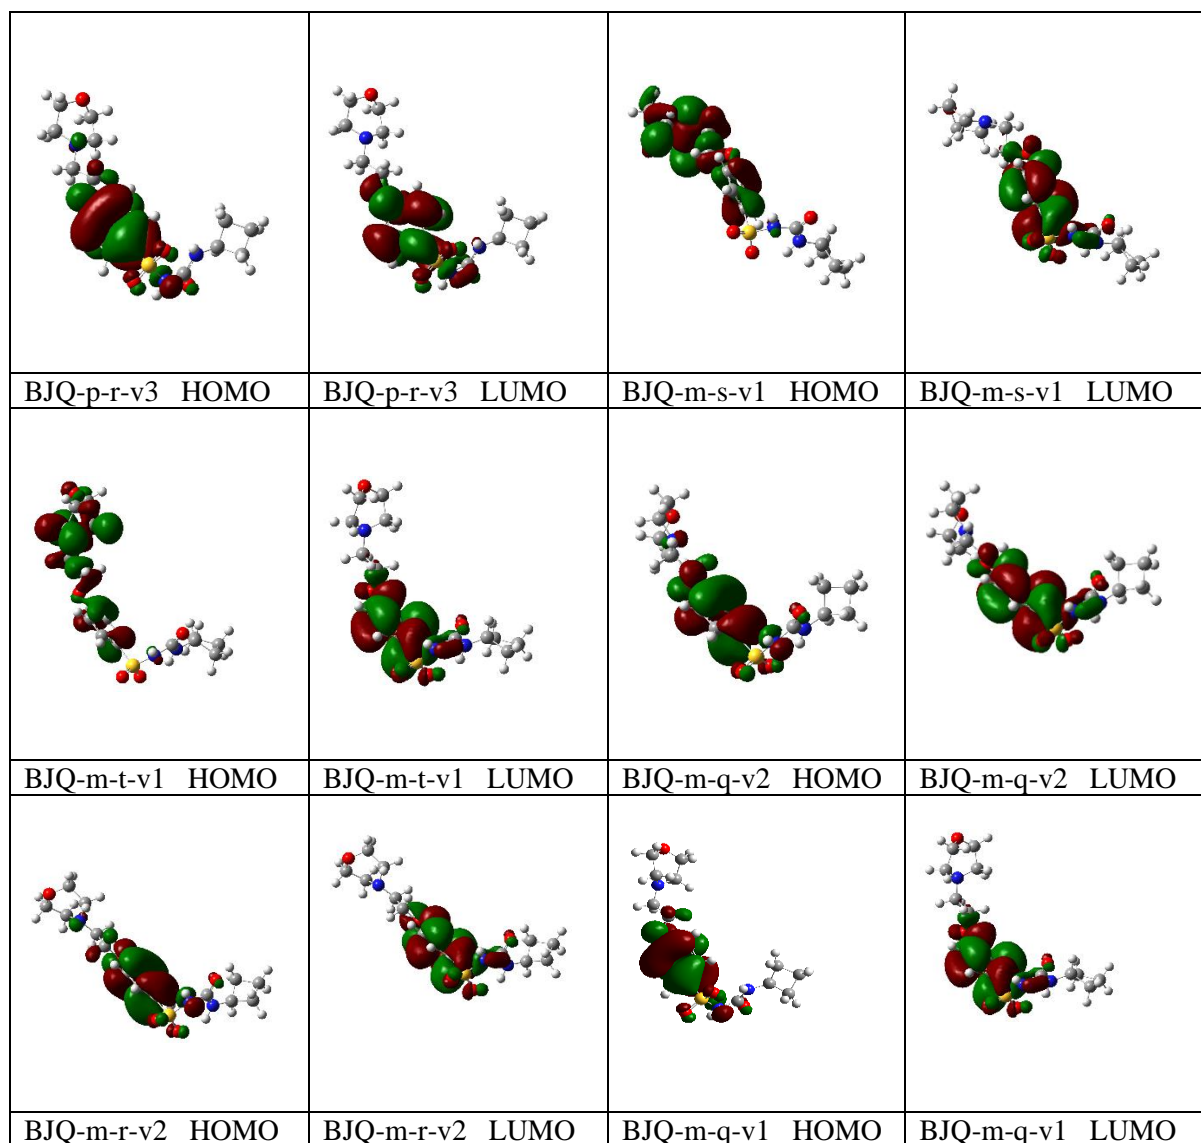 BJQ-p-r-v3 HOMO BJQ-p-r-v3 LUMO BJQ-m-s-v1 HOMO BJQ-m-s-v1 LUMO
BJQ-m-t-v1 HOMO BJQ-m-t-v1 LUMO BJQ-m-q-v2 HOMO BJQ-m-q-v2 LUMO
BJQ-m-r-v2 HOMO BJQ-m-r-v2 LUMO BJQ-m-q-v1 HOMO BJQ-m-q-v1 LUMO